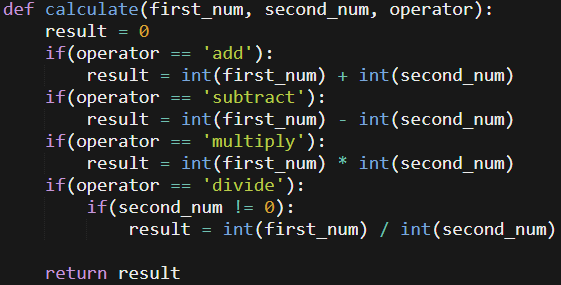 def calculate(first_num, second_num, operator):
    result = 0
    if(operator == 'add'):
        result = int(first_num) + int(second_num)
    if(operator == 'subtract'):
        result = int(first_num) - int(second_num)
    if(operator == 'multiply'):
        result = int(first_num) * int(second_num)
    if(operator == 'divide'):
        if(second_num != 0):
            result = int(first_num) / int(second_num)

    return result